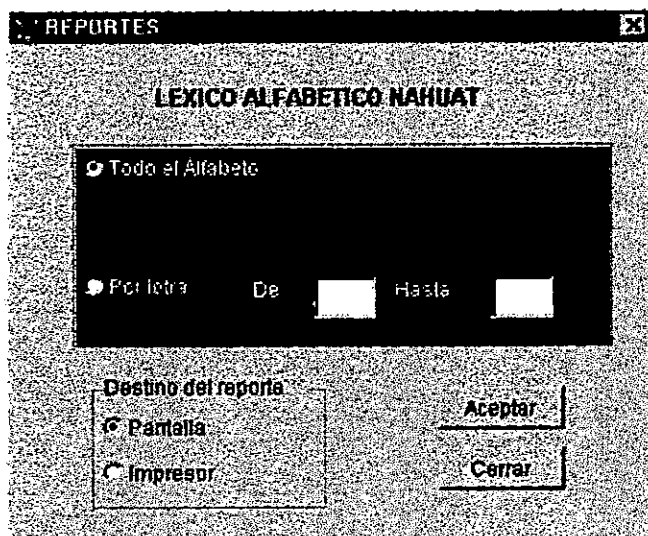 REPORTES
LEXICO ALFABETICO NAHUAT
Todo el Alfabeto
Por letra De Hasta
Destino del reporte
Pantalla
Impresor
Aceptar
Cerrar